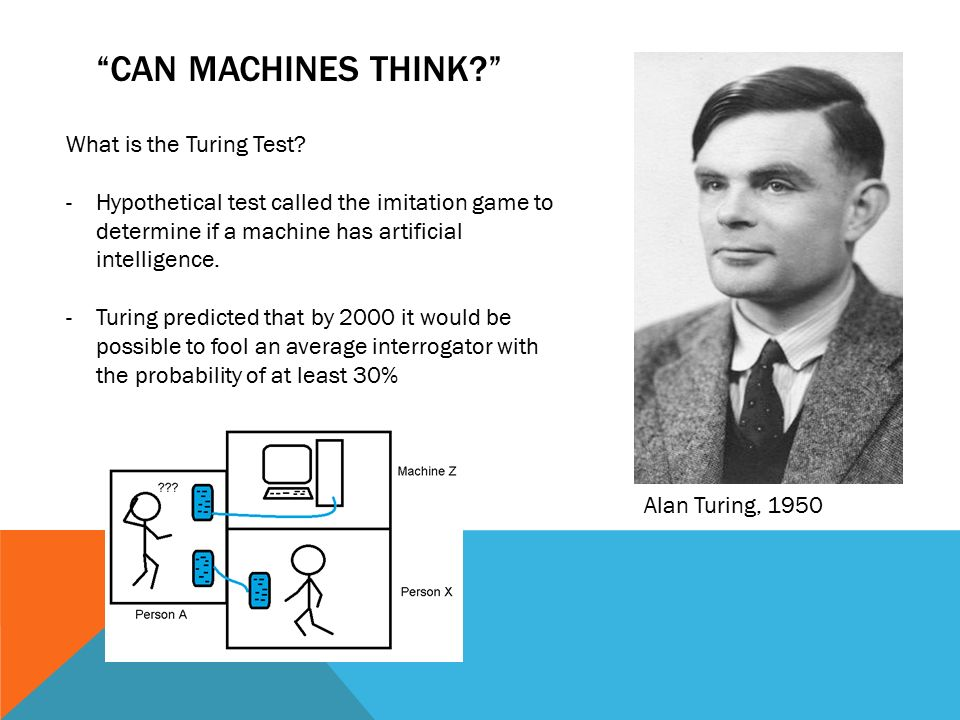 “CAN MACHINES THINK?”
What is the Turing Test?
- Hypothetical test called the imitation game to
determine if a machine has artificial
intelligence.
- Turing predicted that by 2000 it would be
possible to fool an average interrogator with
the probability of at least 30%
Alan Turing, 1950
???
Machine Z
Person A
Person X